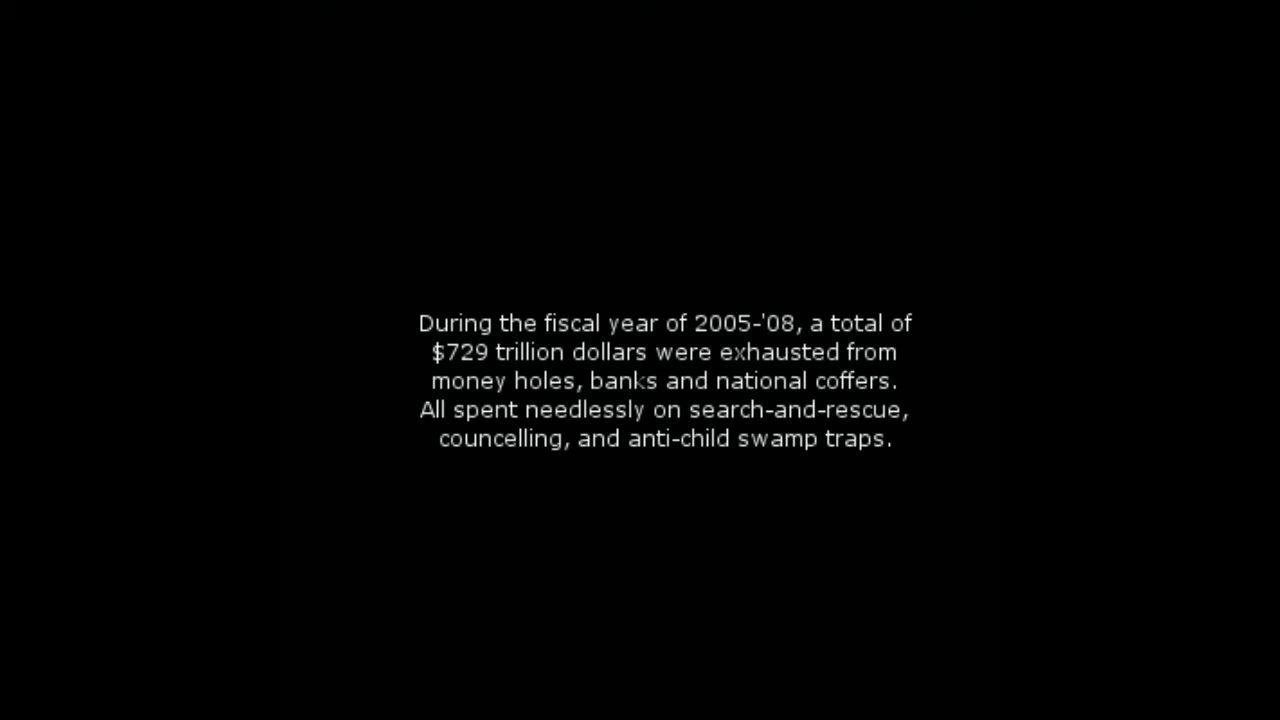 During the fiscal year of 2005-'08, a total of
$729 trillion dollars were exhausted from
money holes, banks and national coffers.
All spent needlessly on search-and-rescue,
councelling, and anti-child swamp traps.